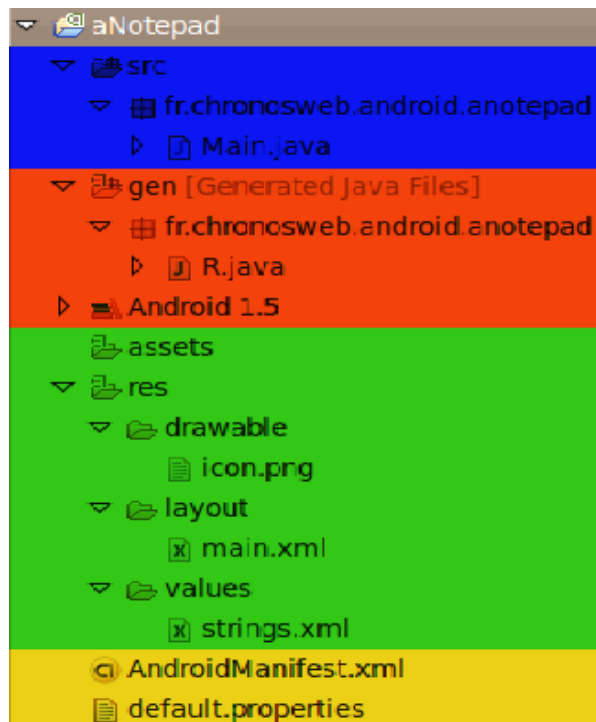 aNotepad
src
fr.chronosweb.android.anotepad
Main.java
gen [Generated Java Files]
fr.chronosweb.android.anotepad
R.java
Android 1.5
assets
res
drawable
icon.png
layout
main.xml
values
strings.xml
AndroidManifest.xml
default.properties